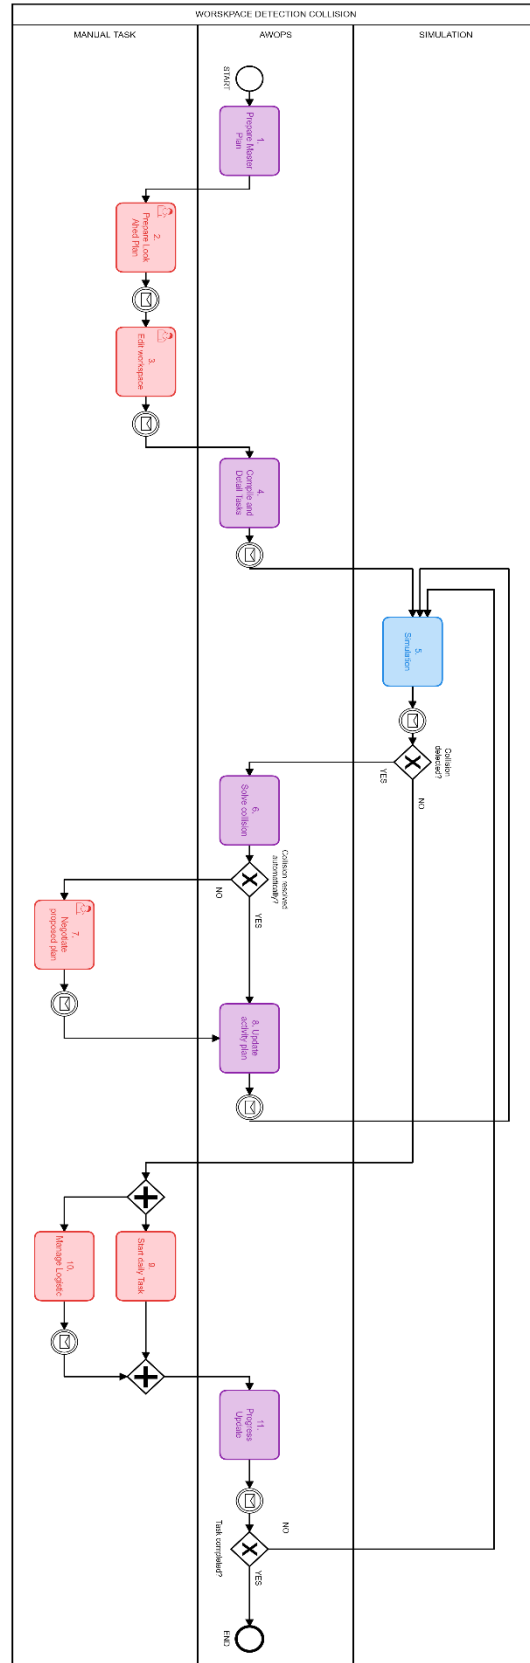 WORSKPACE DETECTION COLLISION
MANUAL TASK
AWOPS
SIMULATION
START
1.
Prepare Master
Plan
2.
Prepare Look
Ahed Plan
3.
Edit workspace
4.
Compile and
Detail Tasks
5.
Simulation
Collision
detected?
YES
NO
6.
Solve collision
Collision resolved
automatically?
NO
YES
7.
Negotiate
proposed plan
8. Update
activity plan
9.
Start daily Task
10.
Manage Logistic
11.
Progress
Update
Task completed?
NO
YES
END